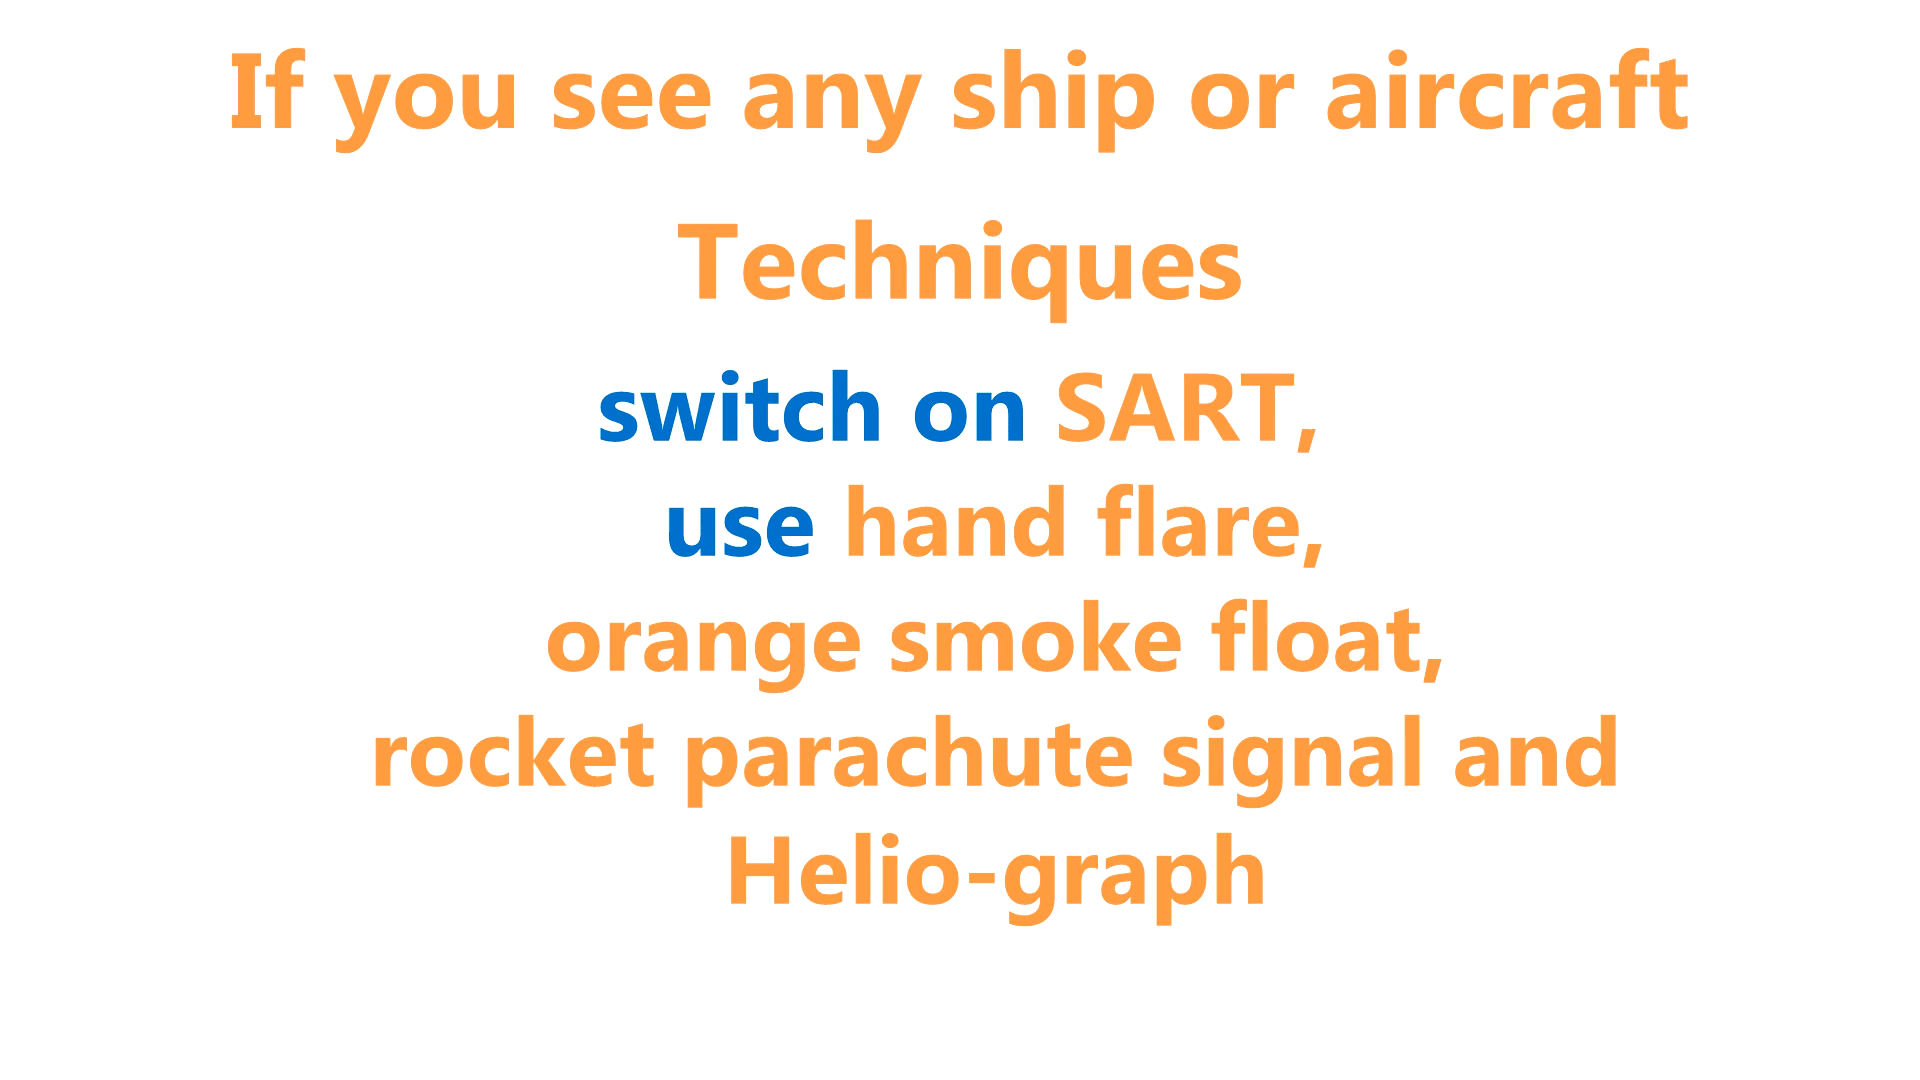 If you see any ship or aircraft
Techniques
switch on SART,
use hand flare,
orange smoke float,
rocket parachute signal and
Helio-graph